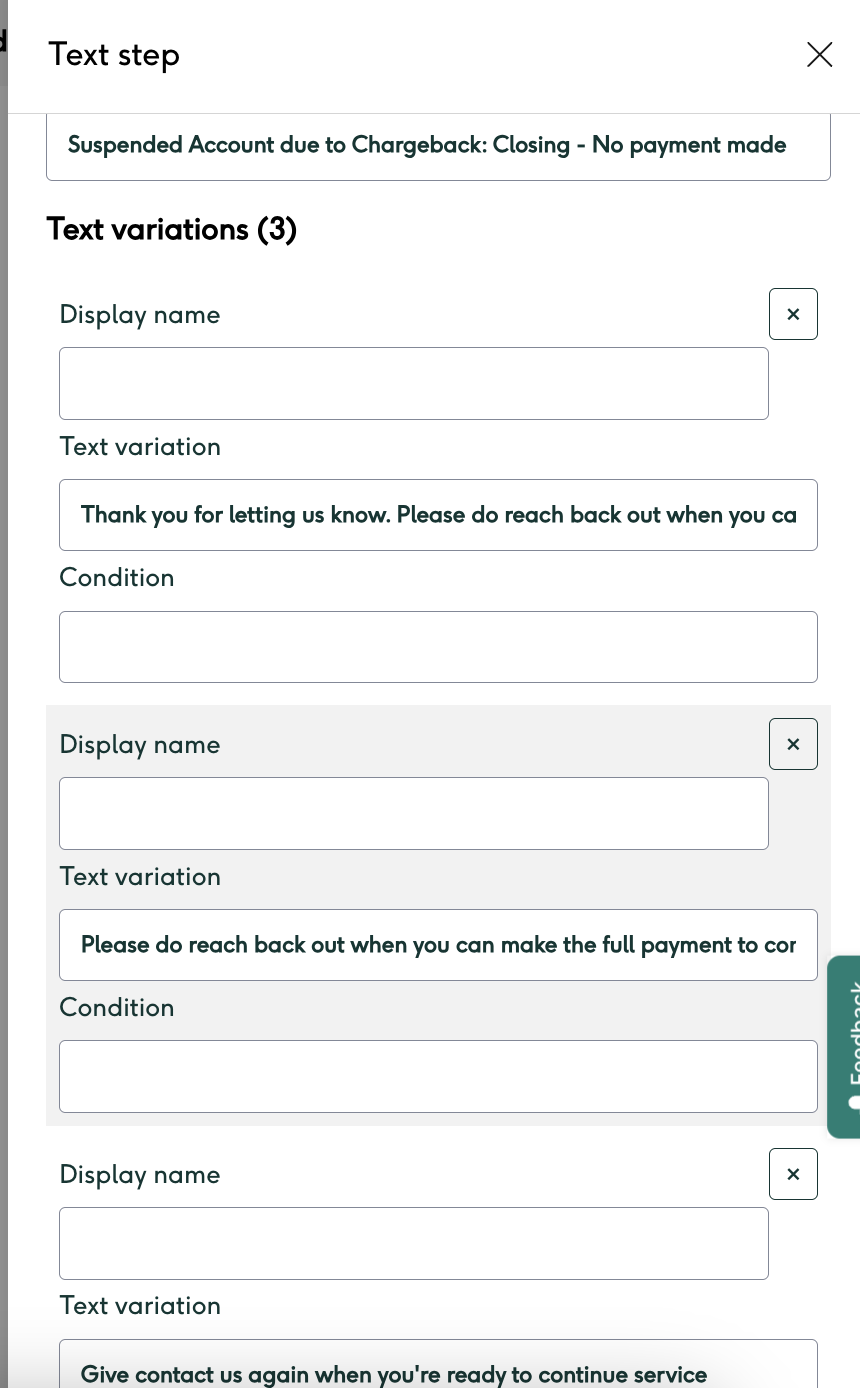 Text step
Suspended Account due to Chargeback: Closing - No payment made
Text variations (3)
Display name
Text variation
Thank you for letting us know. Please do reach back out when you ca
Condition
Display name
Text variation
Please do reach back out when you can make the full payment to cor
Condition
Feedback
Display name
Text variation
Give contact us again when you're ready to continue service